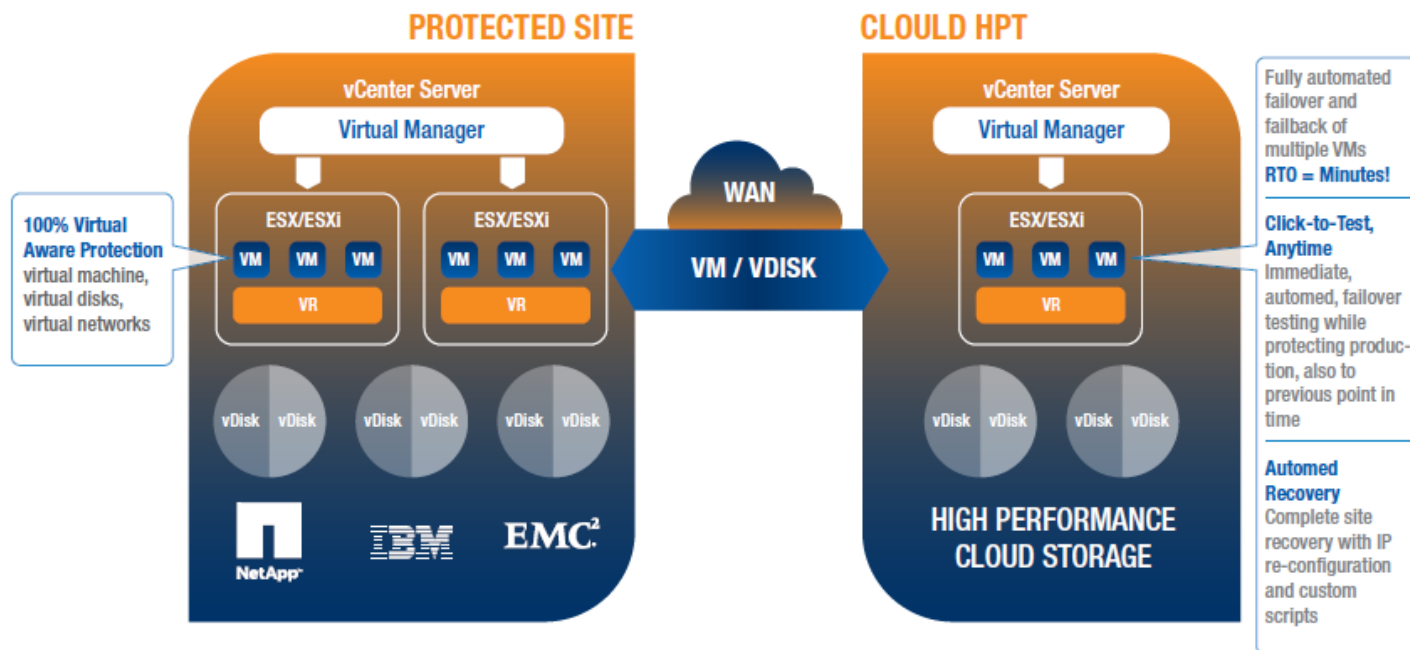 PROTECTED SITE
vCenter Server
Virtual Manager
ESX/ESXi
VM VM VM
VR
ESX/ESXi
VM VM VM
VR
vDisk vDisk
vDisk vDisk
vDisk vDisk
NetApp™
IBM
EMC²
100% Virtual
Aware Protection
virtual machine,
virtual disks,
virtual networks
WAN
VM / VDISK
CLOULD HPT
vCenter Server
Virtual Manager
ESX/ESXi
VM VM VM
VR
vDisk vDisk
vDisk vDisk
HIGH PERFORMANCE
CLOUD STORAGE
Fully automated
failover and
failback of
multiple VMs
RTO = Minutes!
Click-to-Test,
Anytime
Immediate,
automed, failover
testing while
protecting produc-
tion, also to
previous point in
time
Automed
Recovery
Complete site
recovery with IP
re-configuration
and custom
scripts